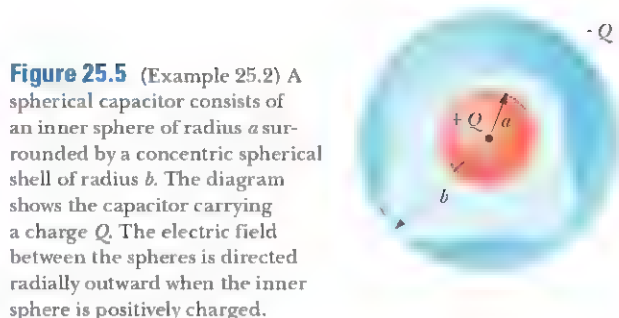 Figure 25.5 (Example 25.2) A
spherical capacitor consists of
an inner sphere of radius a sur-
rounded by a concentric spherical
shell of radius b. The diagram
shows the capacitor carrying
a charge Q. The electric field
between the spheres is directed
radially outward when the inner
sphere is positively charged.
- Q
+ Q
a
b